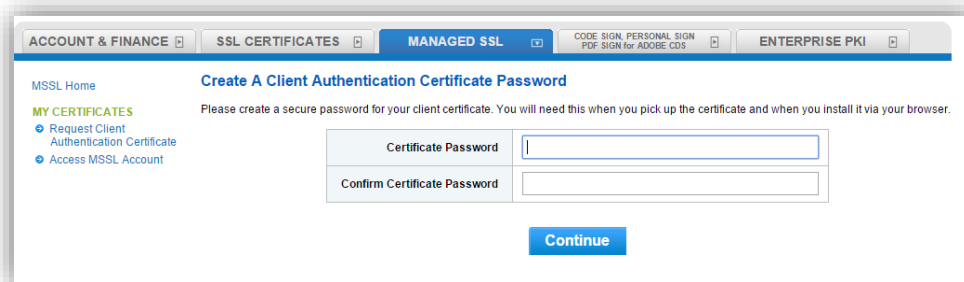 ACCOUNT & FINANCE
SSL CERTIFICATES
MANAGED SSL
CODE SIGN, PERSONAL SIGN
PDF SIGN for ADOBE CDS
ENTERPRISE PKI
MSSL Home
MY CERTIFICATES
Request Client
Authentication Certificate
Access MSSL Account
Create A Client Authentication Certificate Password
Please create a secure password for your client certificate. You will need this when you pick up the certificate and when you install it via your browser.
Certificate Password
Confirm Certificate Password
Continue